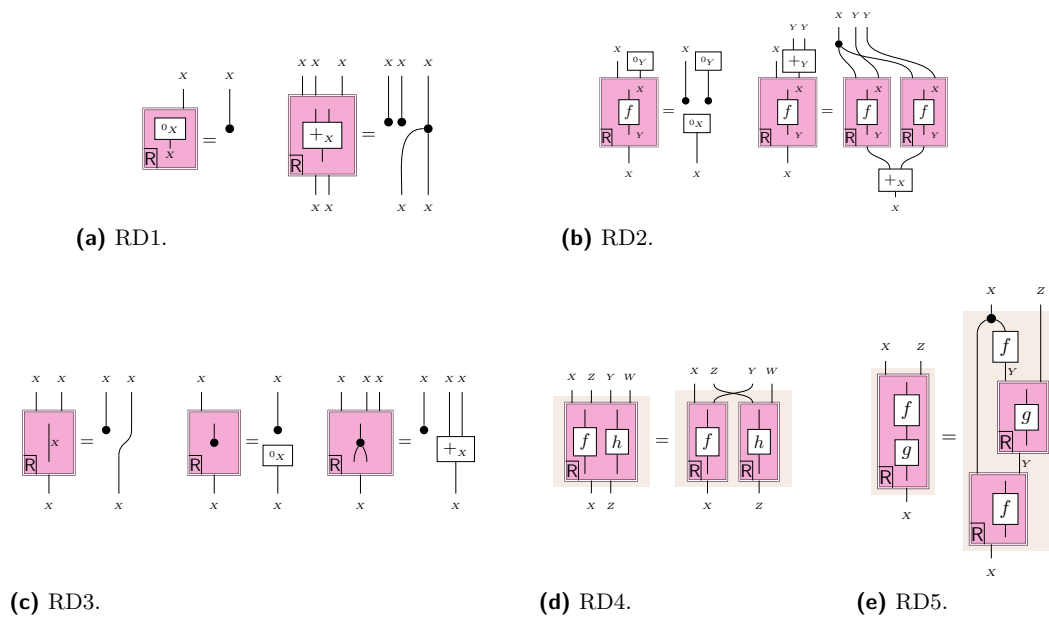 X
0X
X
R
=
X
X X X
+X
R
X X
=
X X X
X X
X
0Y
X
f
Y
R
X
=
X
0Y
0X
X
Y Y
X
+Y
X
f
Y
R
X
=
X Y Y
X
f
Y
R
X
f
Y
R
+X
X
(a) RD1.
(b) RD2.
X X
X
R
X
=
X X
X
X
R
X
=
X
0X
X
X X X
R
X
=
X X X
+X
X
X Z Y W
f h
R
X Z
=
X Z Y W
f
R
h
R
X Z
X Z
f
g
R
X
=
X Z
f
Y
g
R
Y
f
R
X
(c) RD3.
(d) RD4.
(e) RD5.